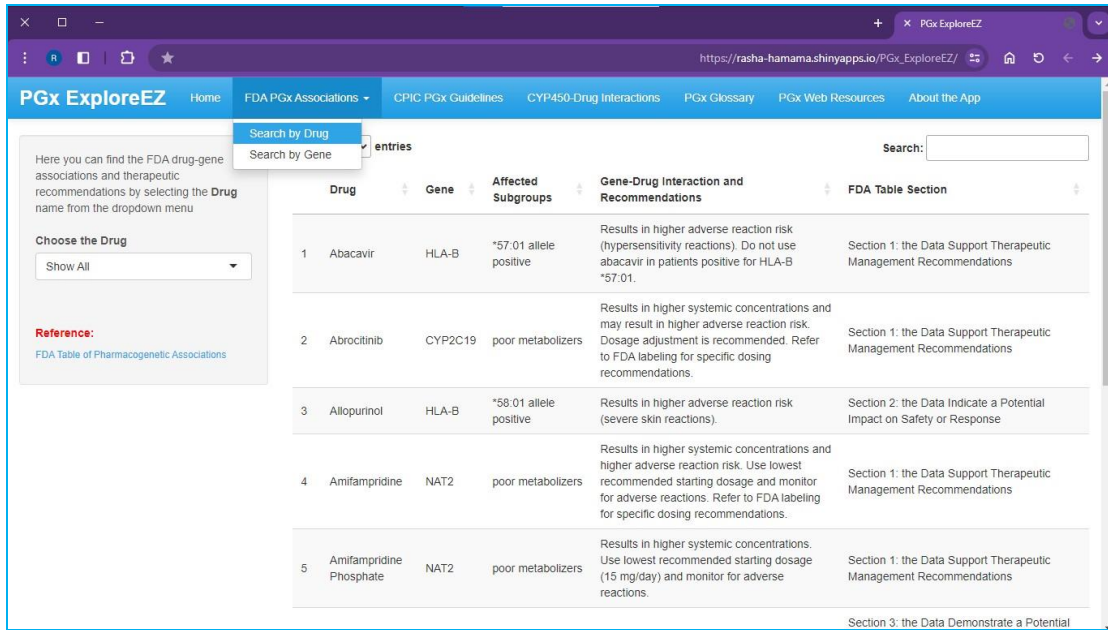 PGx ExploreEZ
https://rasha-hamama.shinyapps.io/PGx_ExploreEZ/
R
PGx ExploreEZ
Home
FDA PGx Associations
CPIC PGx Guidelines
CYP450-Drug Interactions
PGx Glossary
PGx Web Resources
About the App
Search by Drug
Search by Gene
Here you can find the FDA drug-gene
associations and therapeutic
recommendations by selecting the Drug
name from the dropdown menu
Choose the Drug
Show All
Reference:
FDA Table of Pharmacogenetic Associations
entries
Search:
Drug
Gene
Affected
Subgroups
Gene-Drug Interaction and
Recommendations
FDA Table Section
1
Abacavir
HLA-B
*57:01 allele
positive
Results in higher adverse reaction risk
(hypersensitivity reactions). Do not use
abacavir in patients positive for HLA-B
*57:01.
Section 1: the Data Support Therapeutic
Management Recommendations
2
Abrocitinib
CYP2C19
poor metabolizers
Results in higher systemic concentrations and
may result in higher adverse reaction risk.
Dosage adjustment is recommended. Refer
to FDA labeling for specific dosing
recommendations.
Section 1: the Data Support Therapeutic
Management Recommendations
3
Allopurinol
HLA-B
*58:01 allele
positive
Results in higher adverse reaction risk
(severe skin reactions).
Section 2: the Data Indicate a Potential
Impact on Safety or Response
4
Amifampridine
NAT2
poor metabolizers
Results in higher systemic concentrations and
higher adverse reaction risk. Use lowest
recommended starting dosage and monitor
for adverse reactions. Refer to FDA labeling
for specific dosing recommendations.
Section 1: the Data Support Therapeutic
Management Recommendations
5
Amifampridine
Phosphate
NAT2
poor metabolizers
Results in higher systemic concentrations.
Use lowest recommended starting dosage
(15 mg/day) and monitor for adverse
reactions.
Section 1: the Data Support Therapeutic
Management Recommendations
Section 3: the Data Demonstrate a Potential